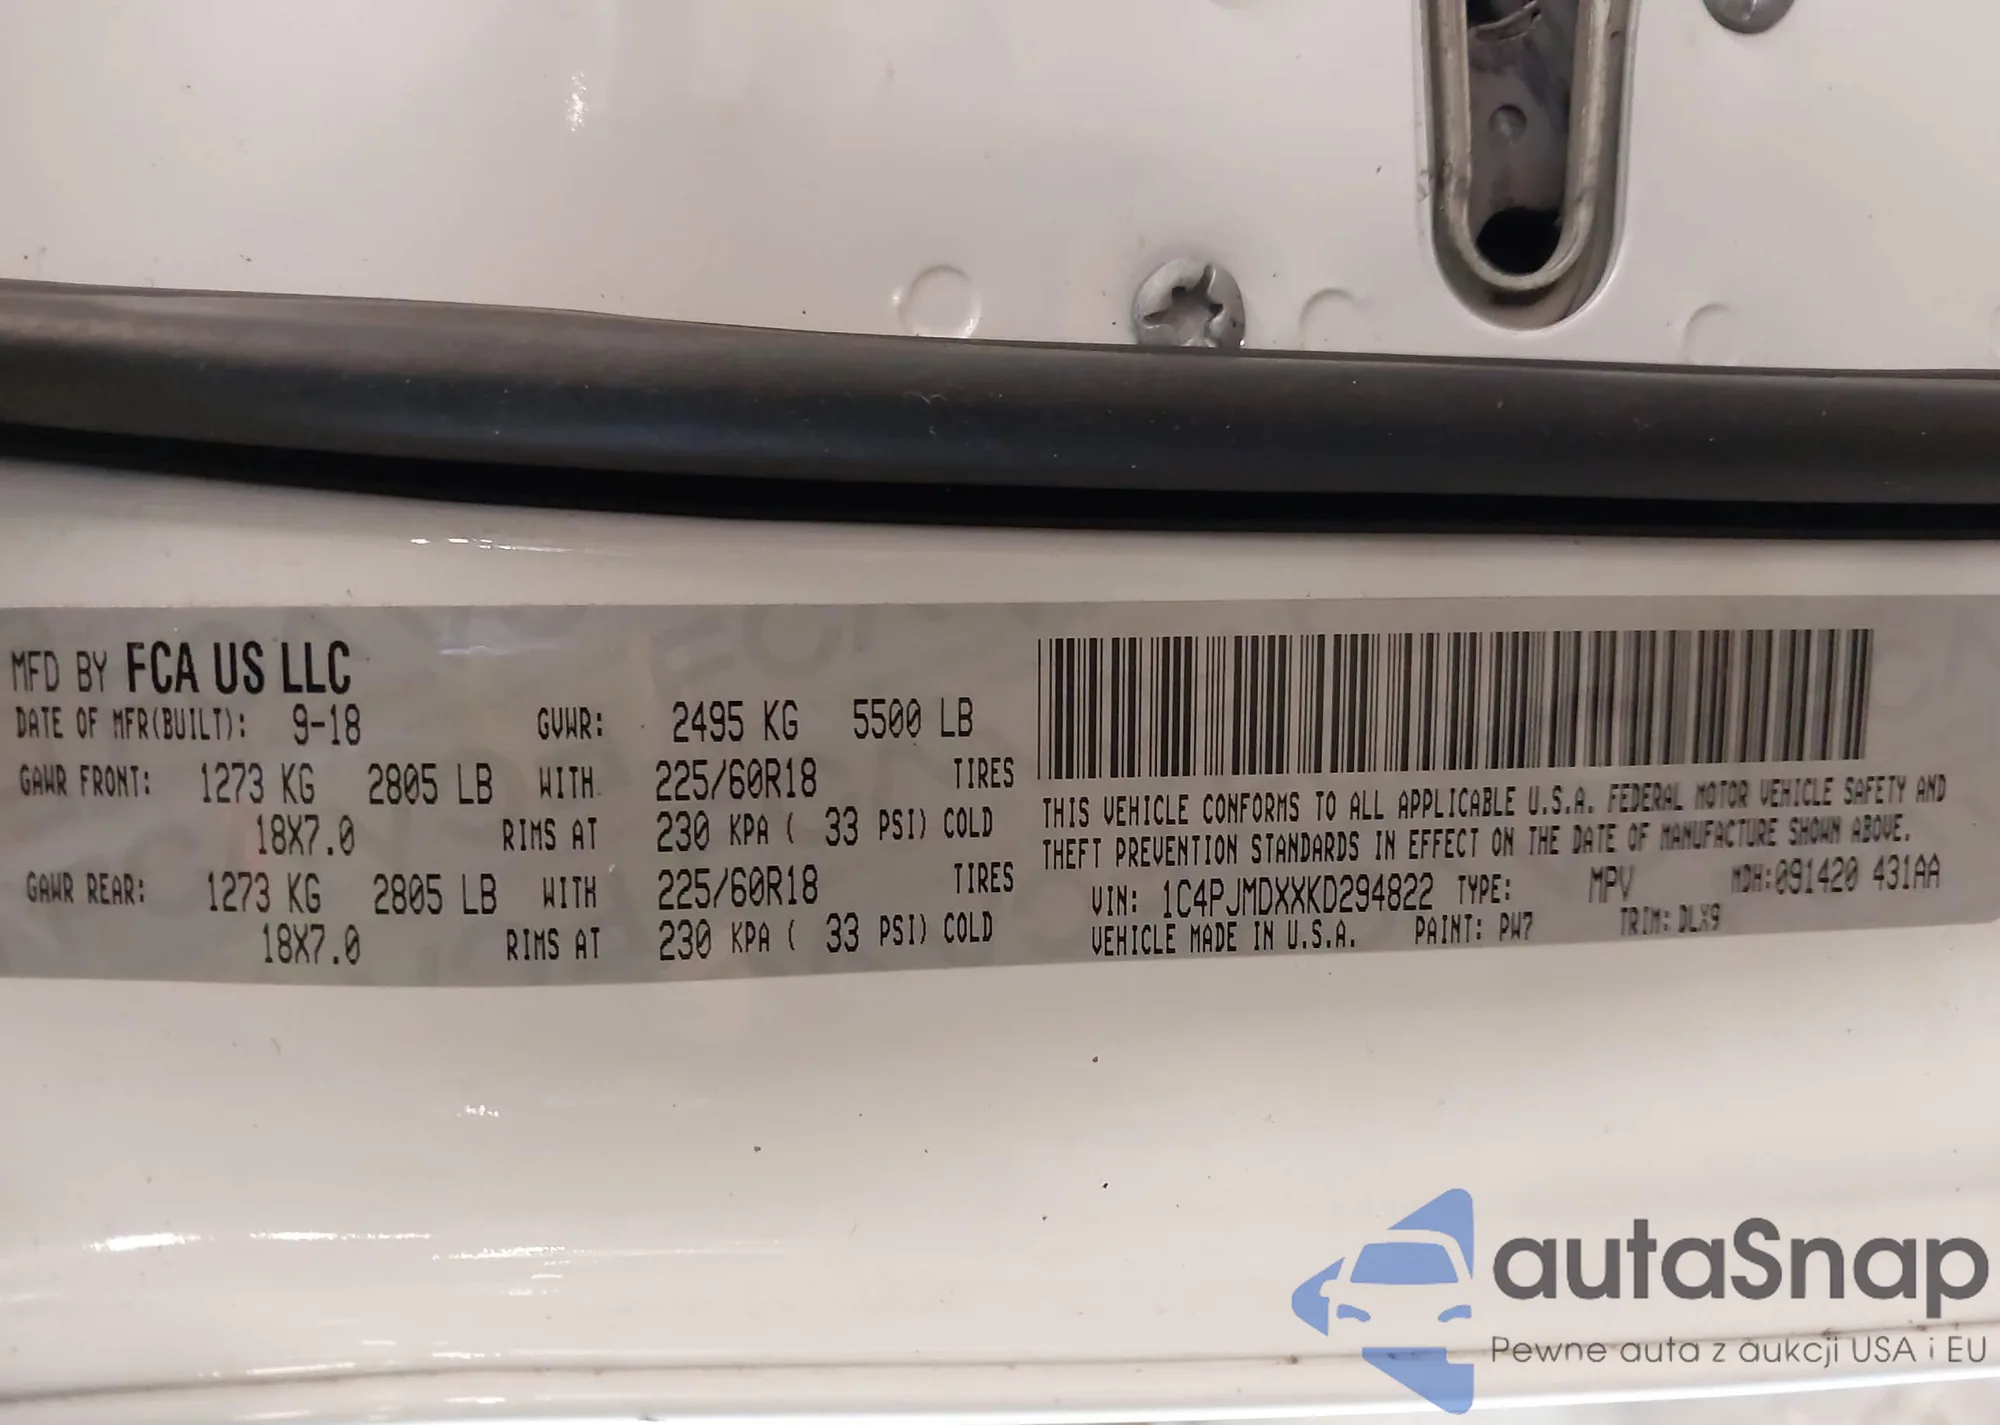 MFD BY FCA US LLC
DATE OF MFR(BUILT): 9-18 GVWR: 2495 KG 5500 LB
GAWR FRONT: 1273 KG 2805 LB WITH 225/60R18 TIRES
18X7.0 RIMS AT 230 KPA ( 33 PSI) COLD
GAWR REAR: 1273 KG 2805 LB WITH 225/60R18 TIRES
18X7.0 RIMS AT 230 KPA ( 33 PSI) COLD
THIS VEHICLE CONFORMS TO ALL APPLICABLE U.S.A. FEDERAL MOTOR VEHICLE SAFETY AND
THEFT PREVENTION STANDARDS IN EFFECT ON THE DATE OF MANUFACTURE SHOWN ABOVE.
VIN: 1C4PJMDXXKD294822 TYPE: MPV MDH:091420 431AA
VEHICLE MADE IN U.S.A. PAINT: PW7 TRIM: DLX9
autaSnap
Pewne auta z aukcji USA i EU